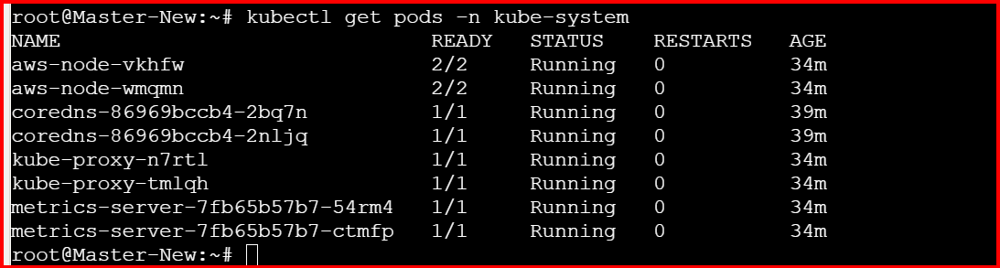 root@Master-New:~# kubectl get pods -n kube-system
NAME READY STATUS RESTARTS AGE
aws-node-vkhfw 2/2 Running 0 34m
aws-node-wmqmn 2/2 Running 0 34m
coredns-86969bccb4-2bq7n 1/1 Running 0 39m
coredns-86969bccb4-2nljq 1/1 Running 0 39m
kube-proxy-n7rtl 1/1 Running 0 34m
kube-proxy-tmlqh 1/1 Running 0 34m
metrics-server-7fb65b57b7-54rm4 1/1 Running 0 34m
metrics-server-7fb65b57b7-ctmfp 1/1 Running 0 34m
root@Master-New:~#